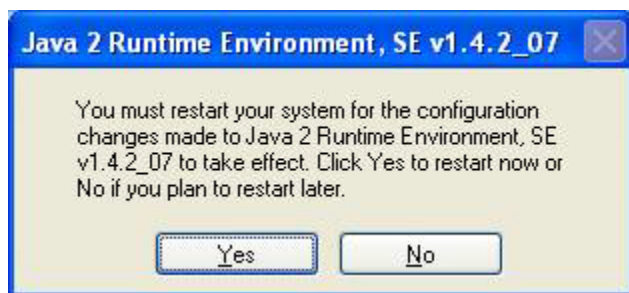 Java 2 Runtime Environment, SE v1.4.2_07
You must restart your system for the configuration
changes made to Java 2 Runtime Environment, SE
v1.4.2_07 to take effect. Click Yes to restart now or
No if you plan to restart later.
Yes No